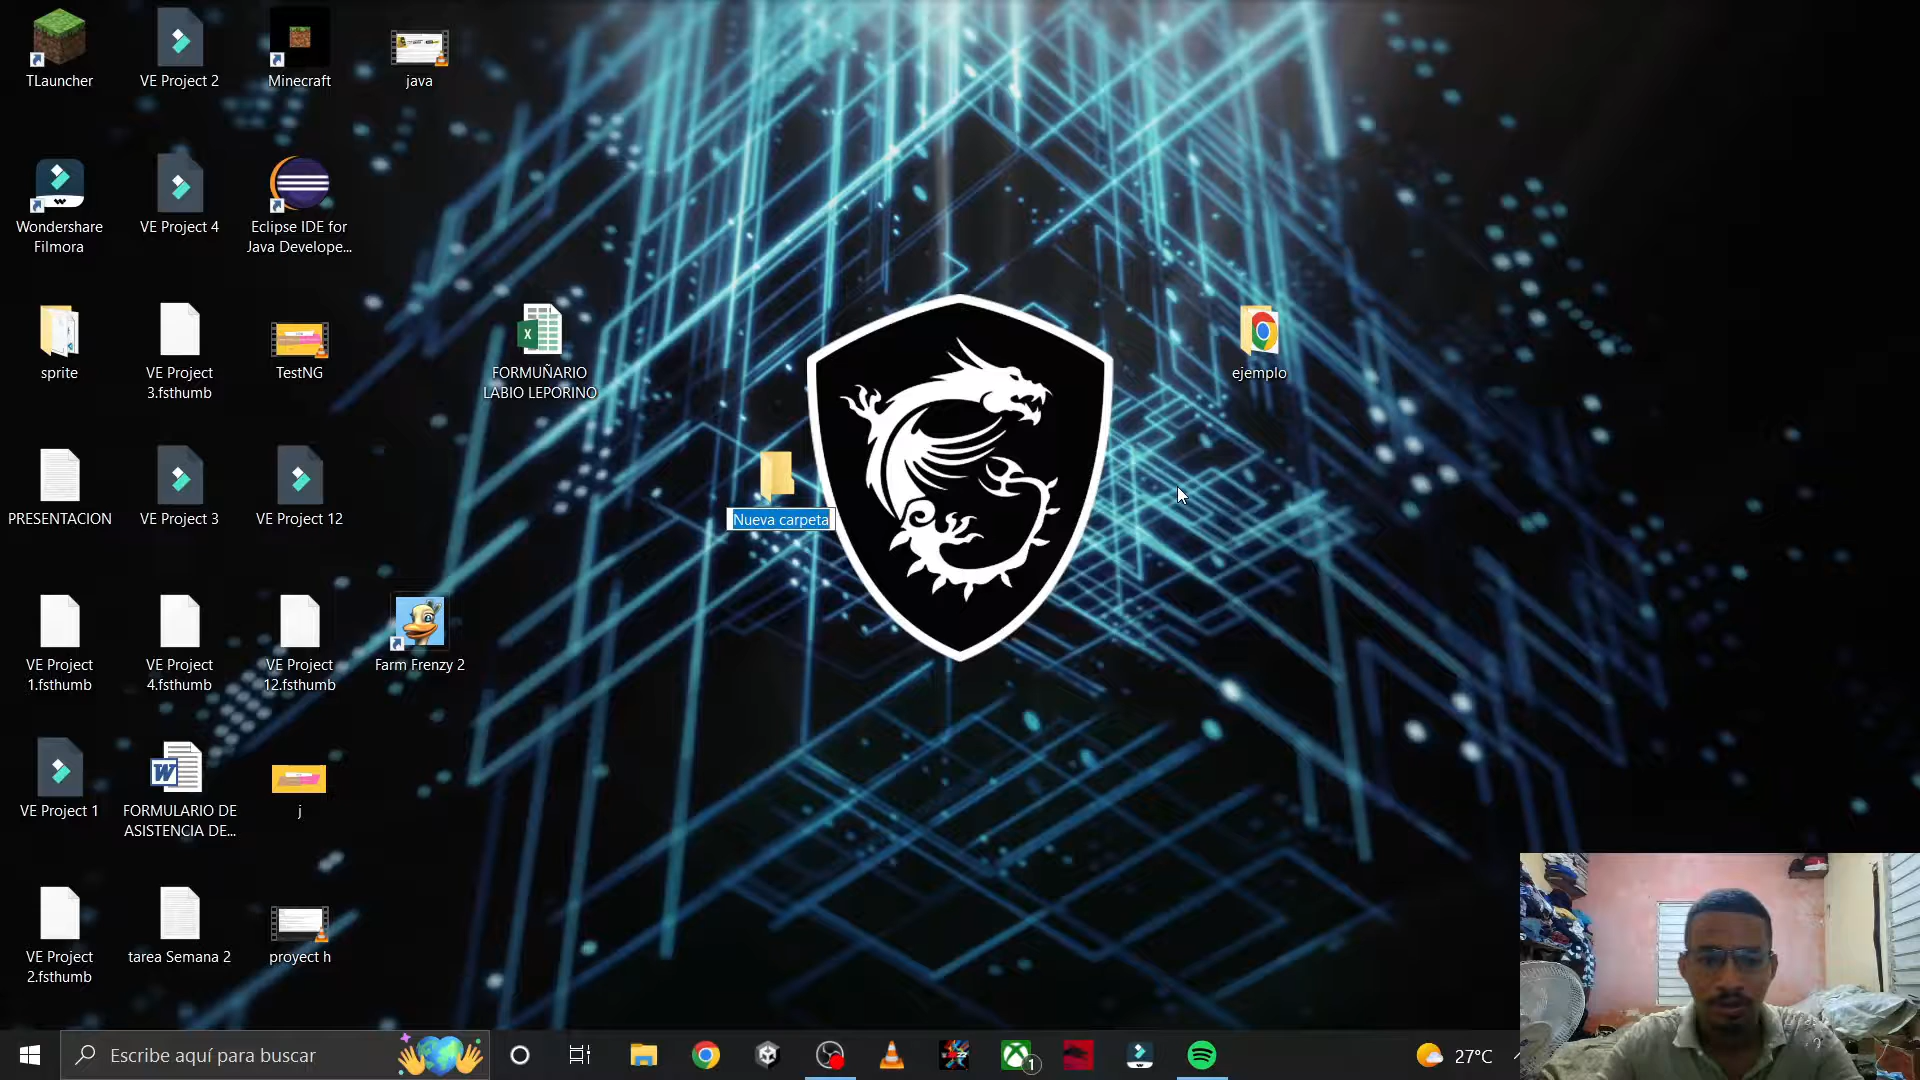 TLauncher
VE Project 2
Minecraft
java
Wondershare
Filmora
VE Project 4
Eclipse IDE for
Java Develope...
sprite
VE Project
3.fsthumb
TestNG
FORMUÑARIO
LABIO LEPORINO
ejemplo
PRESENTACION
VE Project 3
VE Project 12
Nueva carpeta
VE Project
1.fsthumb
VE Project
4.fsthumb
VE Project
12.fsthumb
Farm Frenzy 2
VE Project 1
FORMULARIO DE
ASISTENCIA DE...
j
VE Project
2.fsthumb
tarea Semana 2
proyect h
Escribe aquí para buscar
1
27°C